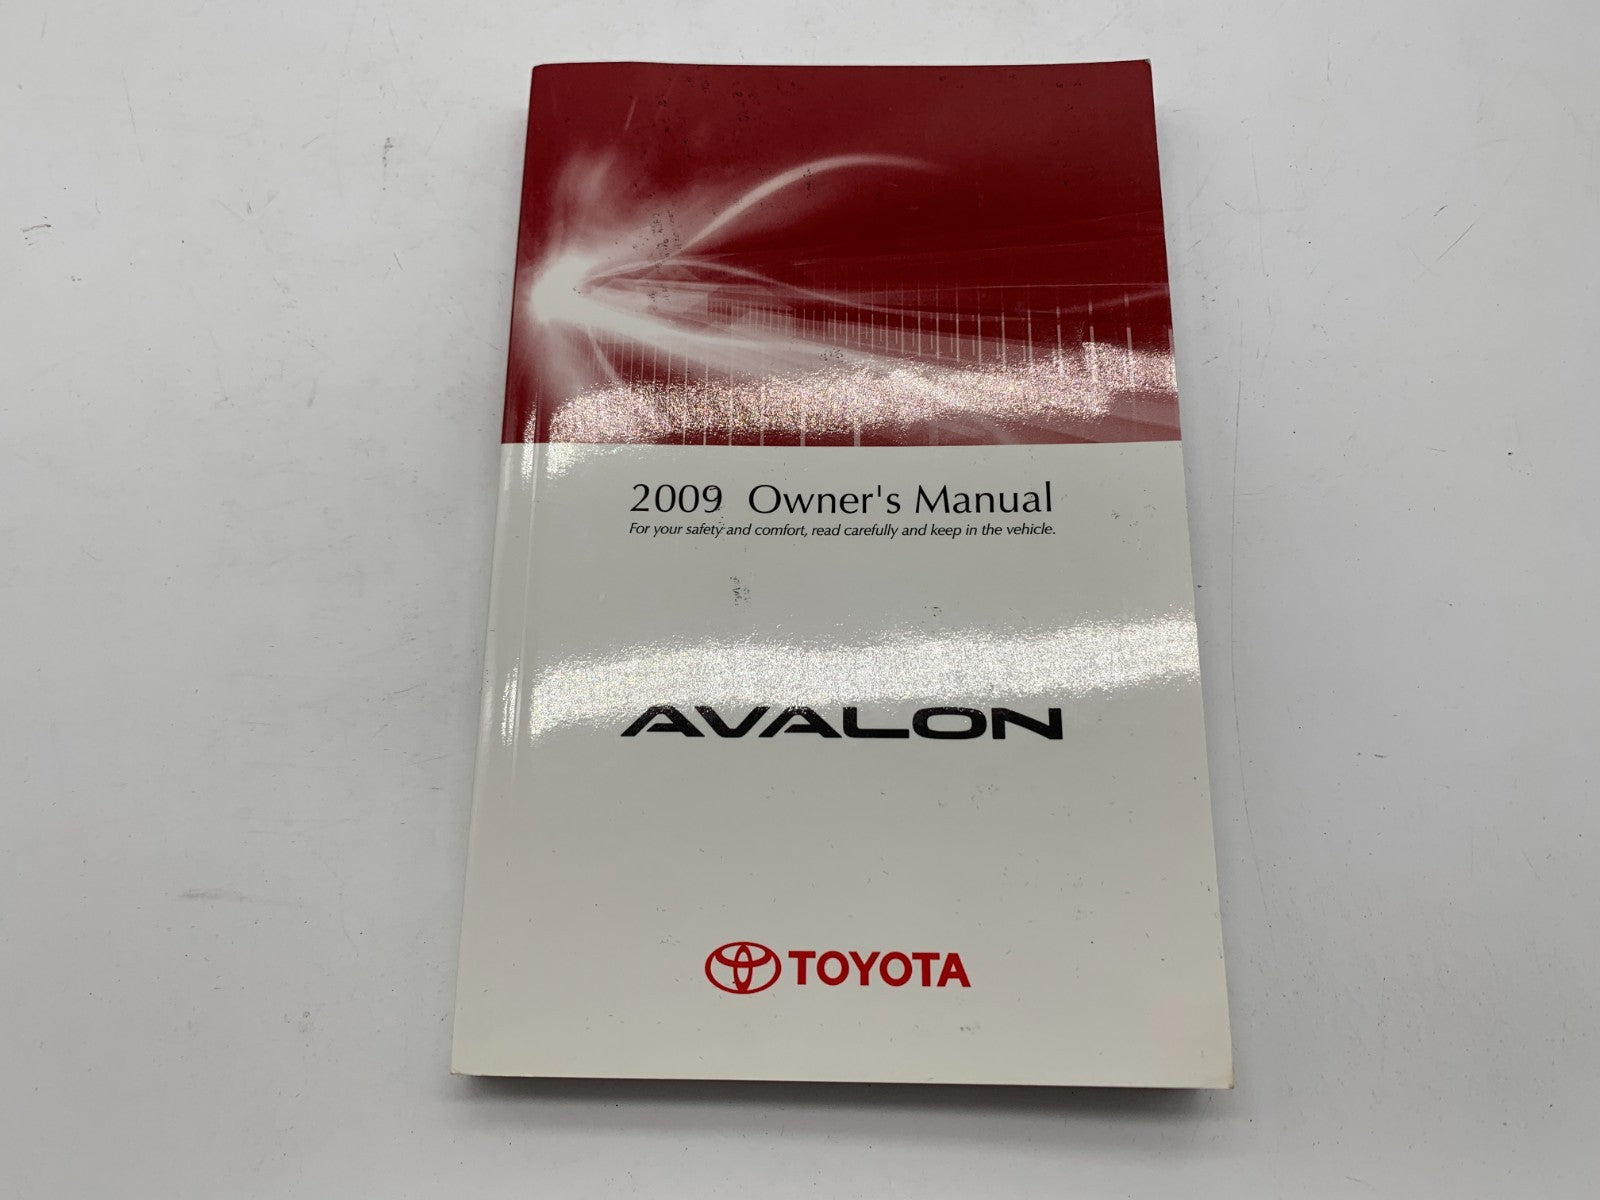 2009 Owner's Manual
For your safety and comfort, read carefully and keep in the vehicle.
AVALON
TOYOTA